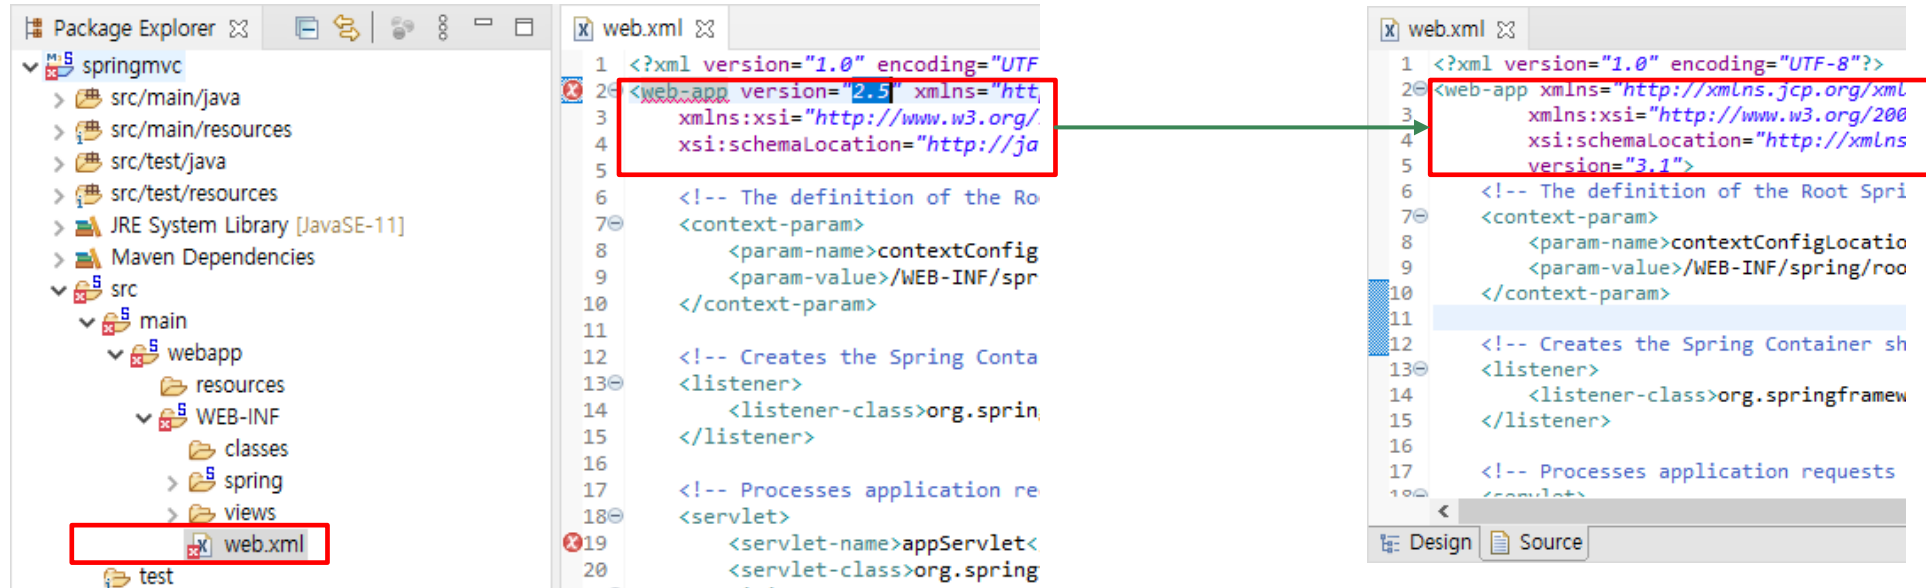 Package Explorer
springmvc
src/main/java
src/main/resources
src/test/java
src/test/resources
JRE System Library [JavaSE-11]
Maven Dependencies
src
main
webapp
resources
WEB-INF
classes
spring
views
web.xml
test
web.xml
1 <?xml version="1.0" encoding="UTF
2 <web-app version="2.5" xmlns="htt
3 xmlns:xsi="http://www.w3.org/
4 xsi:schemaLocation="http://ja
5
6 <!-- The definition of the Ro
7 <context-param>
8 <param-name>contextConfig
9 <param-value>/WEB-INF/spr
10 </context-param>
11
12 <!-- Creates the Spring Conta
13 <listener>
14 <listener-class>org.spring
15 </listener>
16
17 <!-- Processes application re
18 <servlet>
19 <servlet-name>appServlet<
20 <servlet-class>org.spring
web.xml
1 <?xml version="1.0" encoding="UTF-8"?>
2 <web-app xmlns="http://xmlns.jcp.org/xml
3 xmlns:xsi="http://www.w3.org/200
4 xsi:schemaLocation="http://xmlns
5 version="3.1">
6 <!-- The definition of the Root Spri
7 <context-param>
8 <param-name>contextConfigLocatio
9 <param-value>/WEB-INF/spring/roo
10 </context-param>
11
12 <!-- Creates the Spring Container sh
13 <listener>
14 <listener-class>org.springframew
15 </listener>
16
17 <!-- Processes application requests
18 <servlet>
Design
Source